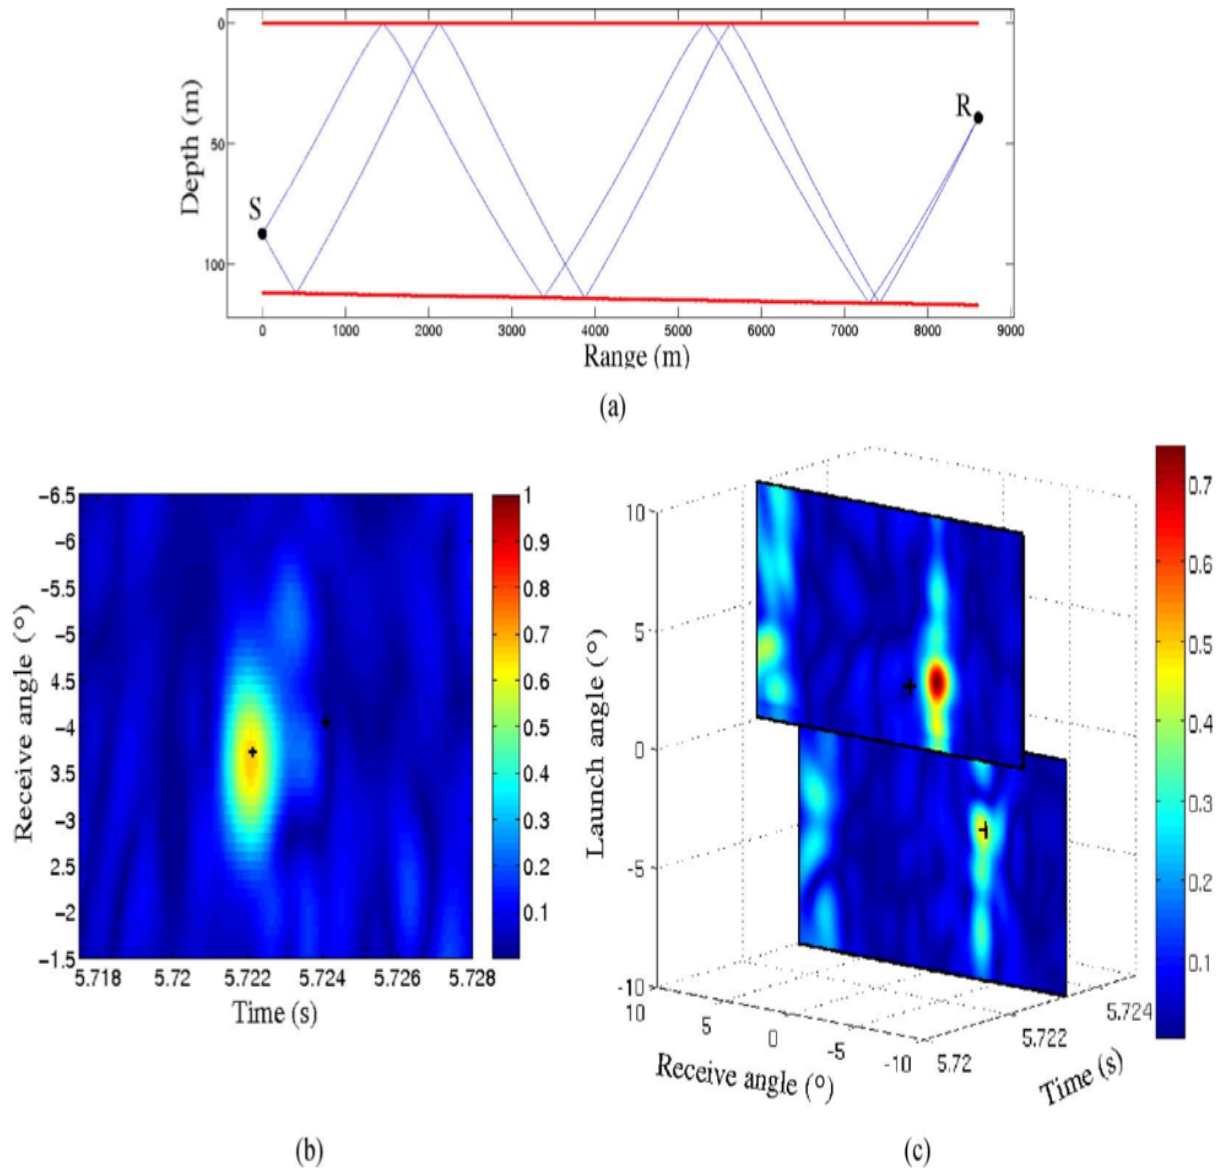 0
50
100
Depth (m)
S
R
0 1000 2000 3000 4000 5000 6000 7000 8000 9000
Range (m)
(a)
-6.5
-6
-5.5
-5
4.5
-4
3.5
-3
2.5
-2
-1.5
Receive angle (°)
5.718 5.72 5.722 5.724 5.726 5.728
Time (s)
1
0.9
0.8
0.7
0.6
0.5
0.4
0.3
0.2
0.1
(b)
10
5
0
-5
-10
Launch angle (°)
10 5 0 -5 -10
Receive angle (°)
5.72 5.722 5.724
Time (s)
0.7
0.6
0.5
0.4
0.3
0.2
0.1
(c)